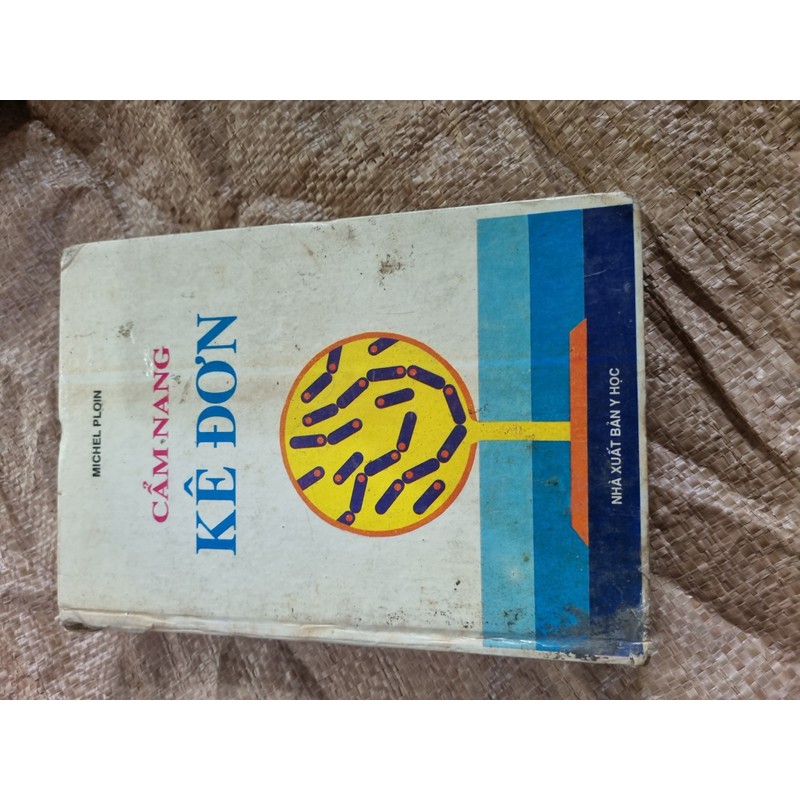 MICHEL PLOIN
CẨM NANG
KÊ ĐƠN
NHÀ XUẤT BẢN Y HỌC